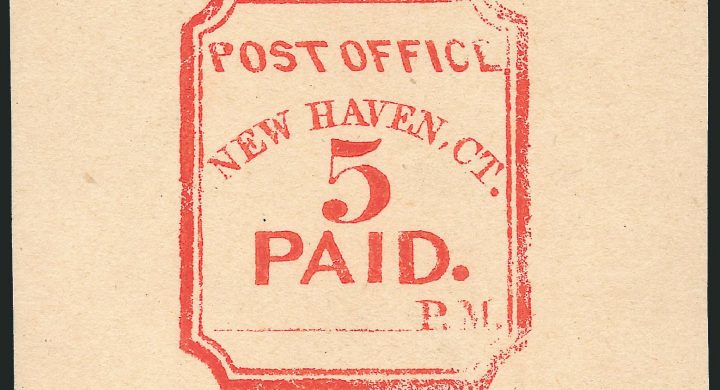 POST OFFICE
NEW HAVEN, CT.
5
PAID.
P.M.